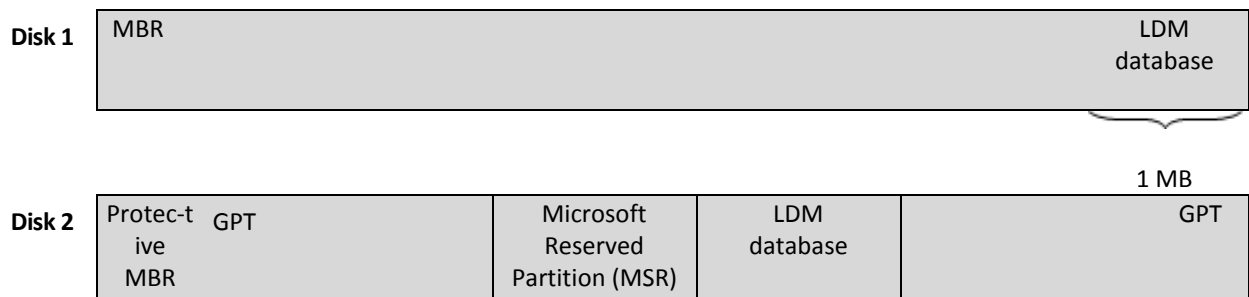 Disk 1
MBR
LDM
database
1 MB
Disk 2
Protec-t
ive
MBR
GPT
Microsoft
Reserved
Partition (MSR)
LDM
database
GPT